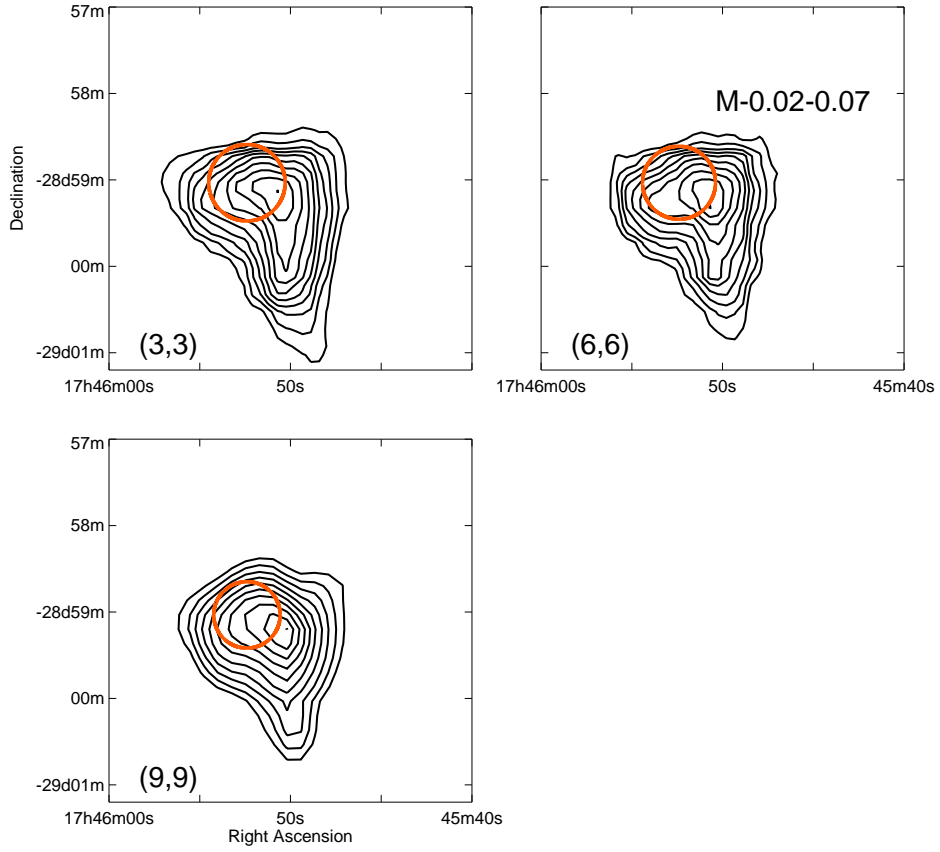 57m
58m
M-0.02-0.07
Declination
-28d59m
00m
(3,3)
(6,6)
-29d01m
17h46m00s
50s
17h46m00s
50s
45m40s
57m
58m
-28d59m
00m
(9,9)
-29d01m
17h46m00s
50s
45m40s
Right Ascension